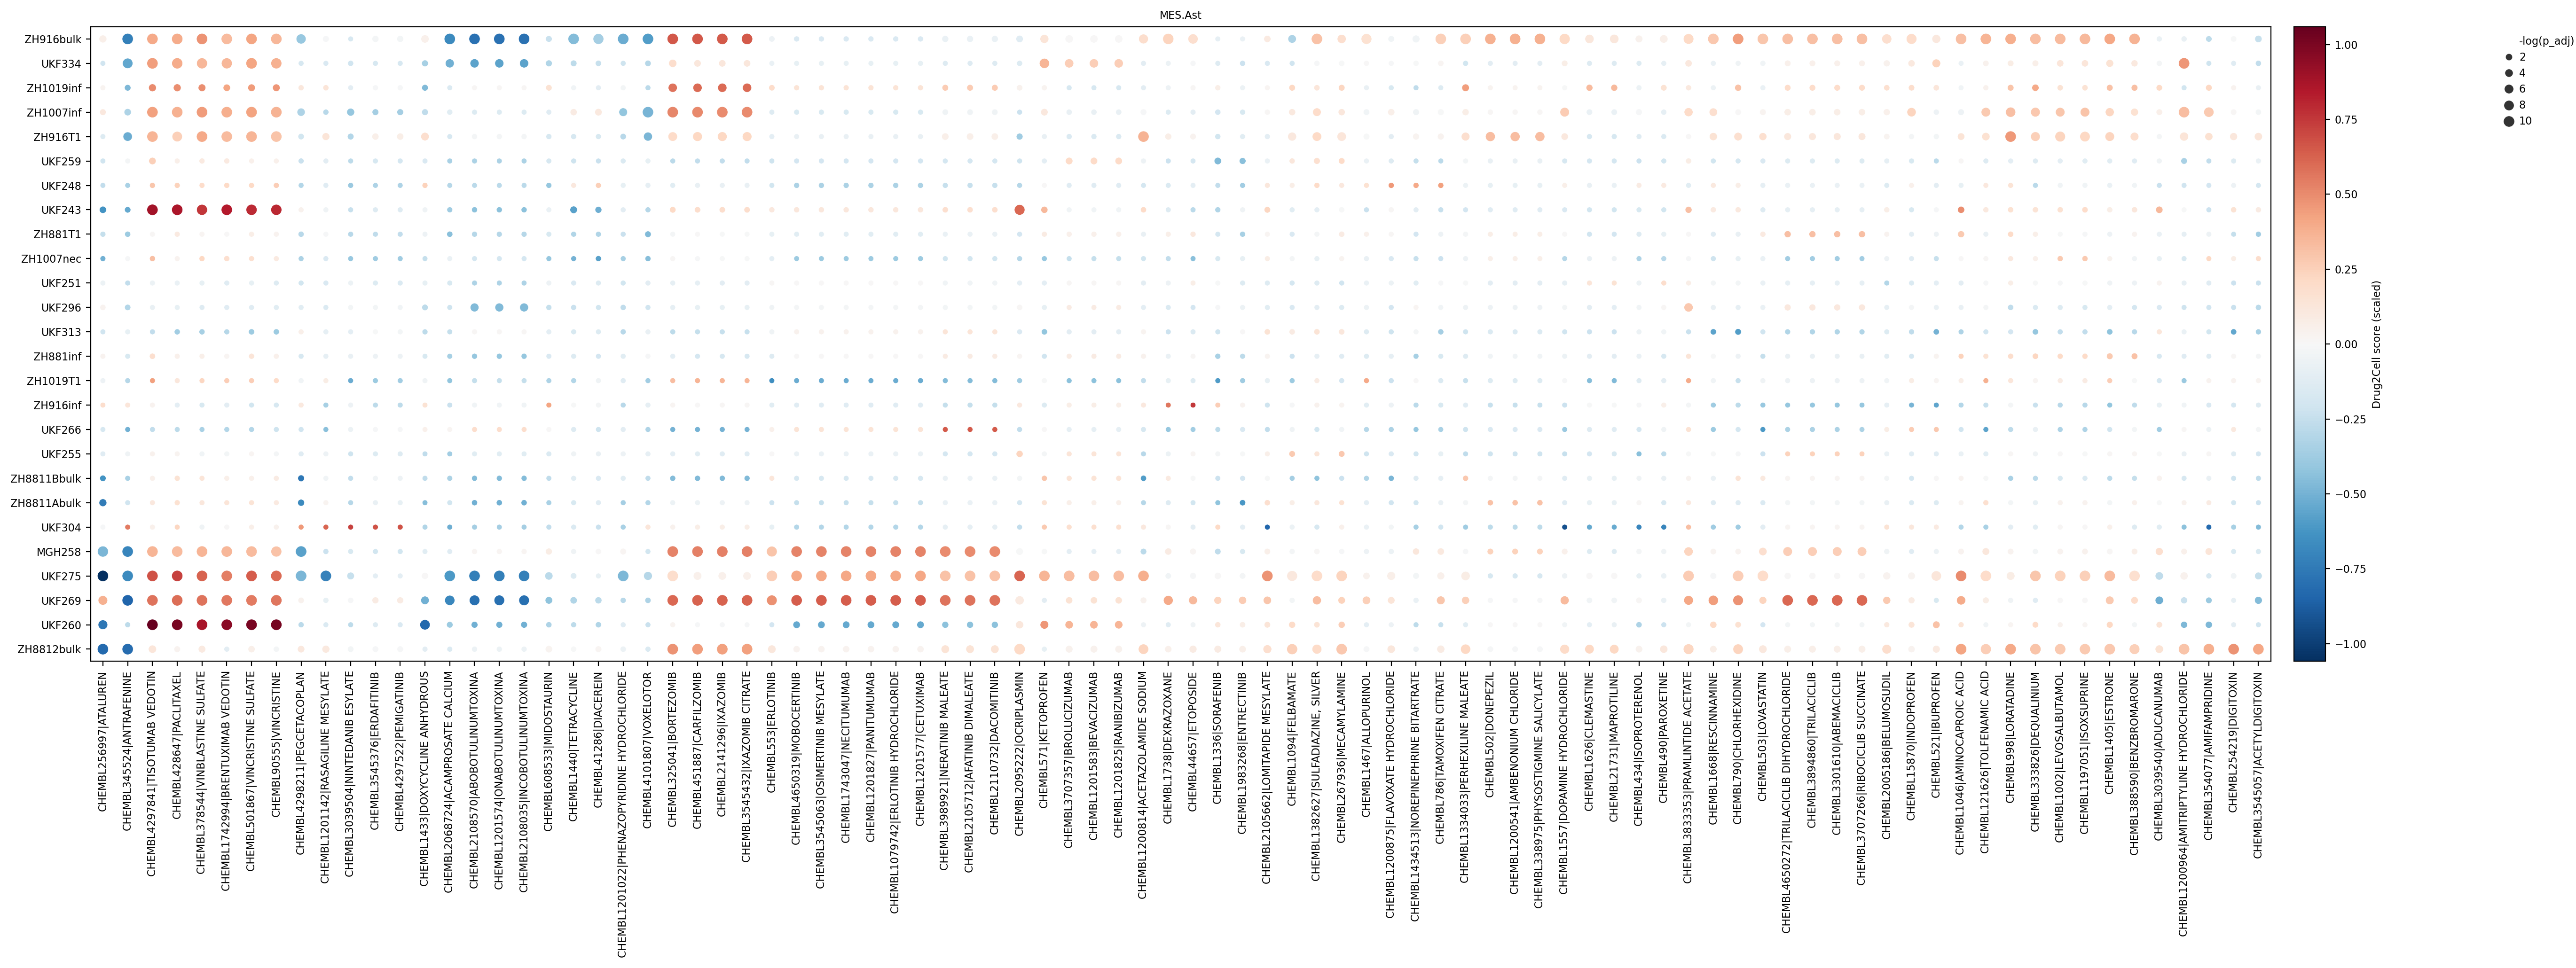 MES.Ast
ZH916bulk
UKF334
ZH1019inf
ZH1007inf
ZH916T1
UKF259
UKF248
UKF243
ZH881T1
ZH1007nec
UKF251
UKF296
UKF313
ZH881inf
ZH1019T1
ZH916inf
UKF266
UKF255
ZH8811Bbulk
ZH8811Abulk
UKF304
MGH258
UKF275
UKF269
UKF260
ZH8812bulk
CHEMBL256997|ATALUREN
CHEMBL345524|ANTRAFENINE
CHEMBL4297841|TISOTUMAB VEDOTIN
CHEMBL428647|PACLITAXEL
CHEMBL378544|VINBLASTINE SULFATE
CHEMBL1742994|BRENTUXIMAB VEDOTIN
CHEMBL501867|VINCRISTINE SULFATE
CHEMBL90555|VINCRISTINE
CHEMBL4298211|PEGCETACOPLAN
CHEMBL1201142|RASAGILINE MESYLATE
CHEMBL3039504|NINTEDANIB ESYLATE
CHEMBL3545376|ERDAFITINIB
CHEMBL4297522|PEMIGATINIB
CHEMBL1433|DOXYCYCLINE ANHYDROUS
CHEMBL2068724|ACAMPROSATE CALCIUM
CHEMBL2108570|ABOBOTULINUMTOXINA
CHEMBL1201574|ONABOTULINUMTOXINA
CHEMBL2108035|INCOBOTULINUMTOXINA
CHEMBL608533|MIDOSTAURIN
CHEMBL1440|TETRACYCLINE
CHEMBL41286|DIACEREIN
CHEMBL1201022|PHENAZOPYRIDINE HYDROCHLORIDE
CHEMBL4101807|VOXELOTOR
CHEMBL325041|BORTEZOMIB
CHEMBL451887|CARFILZOMIB
CHEMBL2141296|IXAZOMIB
CHEMBL3545432|IXAZOMIB CITRATE
CHEMBL553|ERLOTINIB
CHEMBL4650319|MOBOCERTINIB
CHEMBL3545063|OSIMERTINIB MESYLATE
CHEMBL1743047|NECITUMUMAB
CHEMBL1201827|PANITUMUMAB
CHEMBL1079742|ERLOTINIB HYDROCHLORIDE
CHEMBL1201577|CETUXIMAB
CHEMBL3989921|NERATINIB MALEATE
CHEMBL2105712|AFATINIB DIMALEATE
CHEMBL2110732|DACOMITINIB
CHEMBL2095222|OCRIPLASMIN
CHEMBL571|KETOPROFEN
CHEMBL3707357|BROLUCIZUMAB
CHEMBL1201583|BEVACIZUMAB
CHEMBL1201825|RANIBIZUMAB
CHEMBL1200814|ACETAZOLAMIDE SODIUM
CHEMBL1738|DEXRAZOXANE
CHEMBL44657|ETOPOSIDE
CHEMBL1336|SORAFENIB
CHEMBL1983268|ENTRECTINIB
CHEMBL2105662|LOMITAPIDE MESYLATE
CHEMBL1094|FELBAMATE
CHEMBL1382627|SULFADIAZINE, SILVER
CHEMBL267936|MECAMYLAMINE
CHEMBL1467|ALLOPURINOL
CHEMBL1200875|FLAVOXATE HYDROCHLORIDE
CHEMBL1434513|NOREPINEPHRINE BITARTRATE
CHEMBL786|TAMOXIFEN CITRATE
CHEMBL1334033|PERHEXILINE MALEATE
CHEMBL502|DONEPEZIL
CHEMBL1200541|AMBENONIUM CHLORIDE
CHEMBL338975|PHYSOSTIGMINE SALICYLATE
CHEMBL1557|DOPAMINE HYDROCHLORIDE
CHEMBL1626|CLEMASTINE
CHEMBL21731|MAPROTILINE
CHEMBL434|ISOPROTERENOL
CHEMBL490|PAROXETINE
CHEMBL3833353|PRAMLINTIDE ACETATE
CHEMBL1668|RESCINNAMINE
CHEMBL790|CHLORHEXIDINE
CHEMBL503|LOVASTATIN
CHEMBL4650272|TRILACICLIB DIHYDROCHLORIDE
CHEMBL3894860|TRILACICLIB
CHEMBL3301610|ABEMACICLIB
CHEMBL3707266|RIBOCICLIB SUCCINATE
CHEMBL2005186|BELUMOSUDIL
CHEMBL15870|INDOPROFEN
CHEMBL521|IBUPROFEN
CHEMBL1046|AMINOCAPROIC ACID
CHEMBL121626|TOLFENAMIC ACID
CHEMBL998|LORATADINE
CHEMBL333826|DEQUALINIUM
CHEMBL1002|LEVOSALBUTAMOL
CHEMBL1197051|ISOXSUPRINE
CHEMBL1405|ESTRONE
CHEMBL388590|BENZBROMARONE
CHEMBL3039540|ADUCANUMAB
CHEMBL1200964|AMITRIPTYLINE HYDROCHLORIDE
CHEMBL354077|AMIFAMPRIDINE
CHEMBL254219|DIGITOXIN
CHEMBL3545057|ACETYLDIGITOXIN
1.00
0.75
0.50
0.25
0.00
−0.25
−0.50
−0.75
−1.00
Drug2Cell score (scaled)
-log(p_adj)
2
4
6
8
10